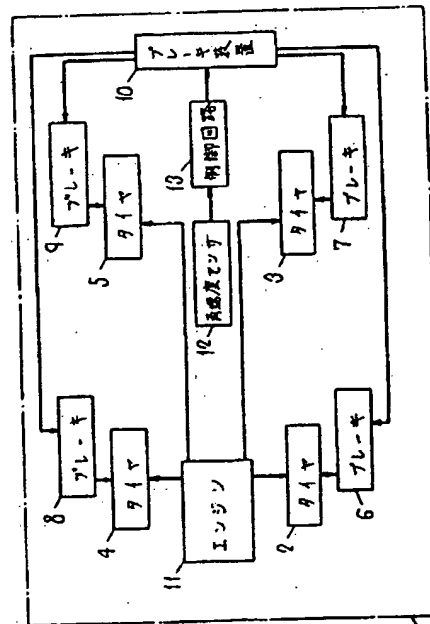 10
ブレーキ装置
9
ブレーキ
5
タイヤ
13
制御回路
12
角速度センサ
3
タイヤ
7
ブレーキ
8
ブレーキ
4
タイヤ
11
エンジン
2
タイヤ
6
ブレーキ